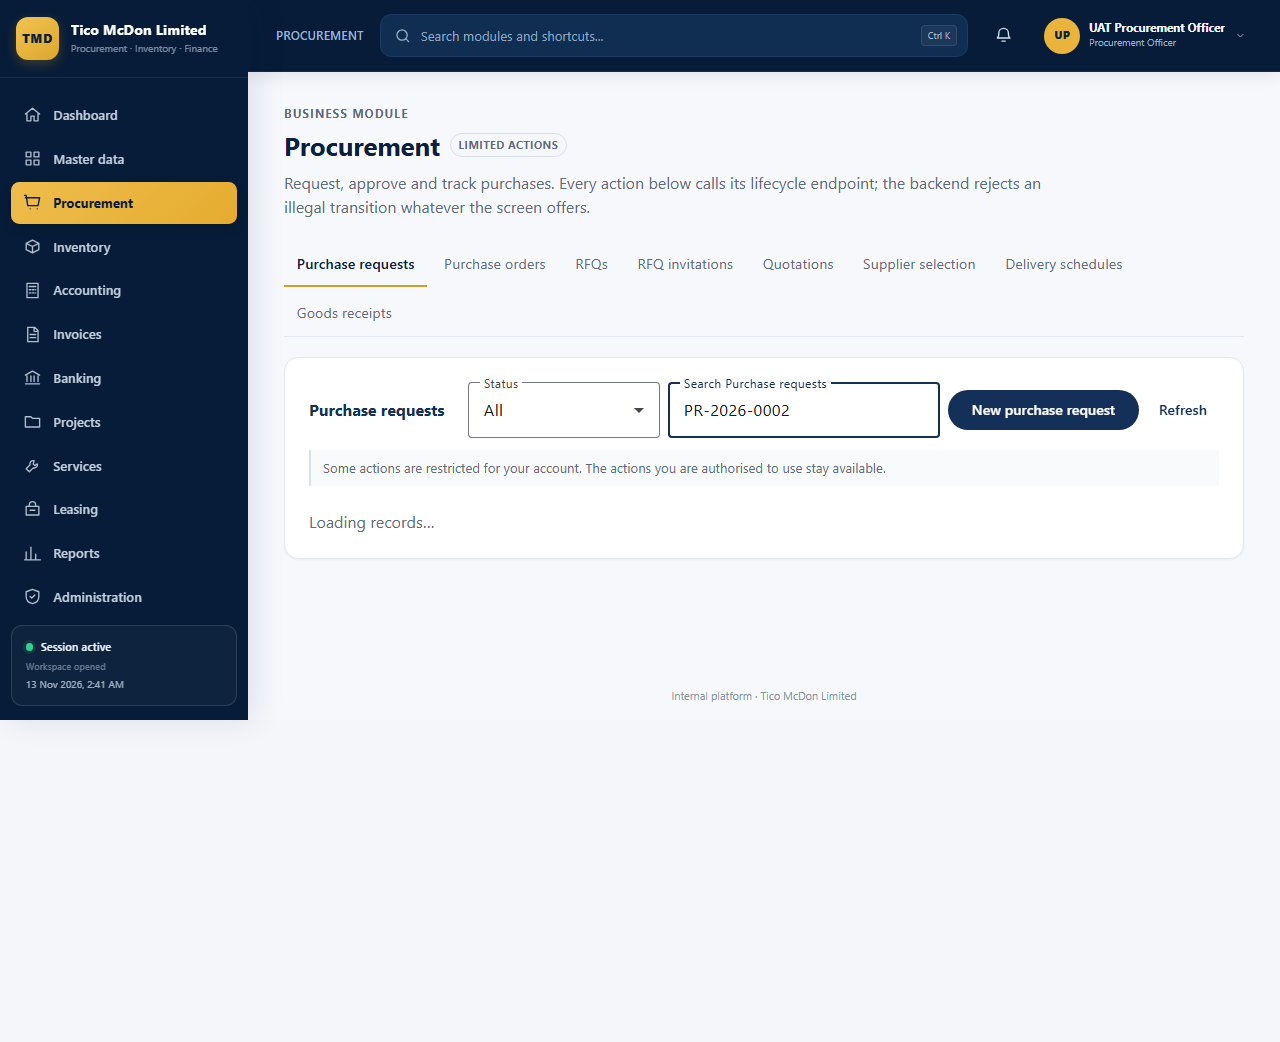 TMD
Tico McDon Limited
Procurement · Inventory · Finance
PROCUREMENT
Search modules and shortcuts...
Ctrl K
UP
UAT Procurement Officer
Procurement Officer
Dashboard
Master data
Procurement
Inventory
Accounting
Invoices
Banking
Projects
Services
Leasing
Reports
Administration
Session active
Workspace opened
13 Nov 2026, 2:41 AM
BUSINESS MODULE
Procurement
LIMITED ACTIONS
Request, approve and track purchases. Every action below calls its lifecycle endpoint; the backend rejects an
illegal transition whatever the screen offers.
Purchase requests
Purchase orders
RFQs
RFQ invitations
Quotations
Supplier selection
Delivery schedules
Goods receipts
Purchase requests
Status
All
Search Purchase requests
PR-2026-0002
New purchase request
Refresh
Some actions are restricted for your account. The actions you are authorised to use stay available.
Loading records...
Internal platform · Tico McDon Limited